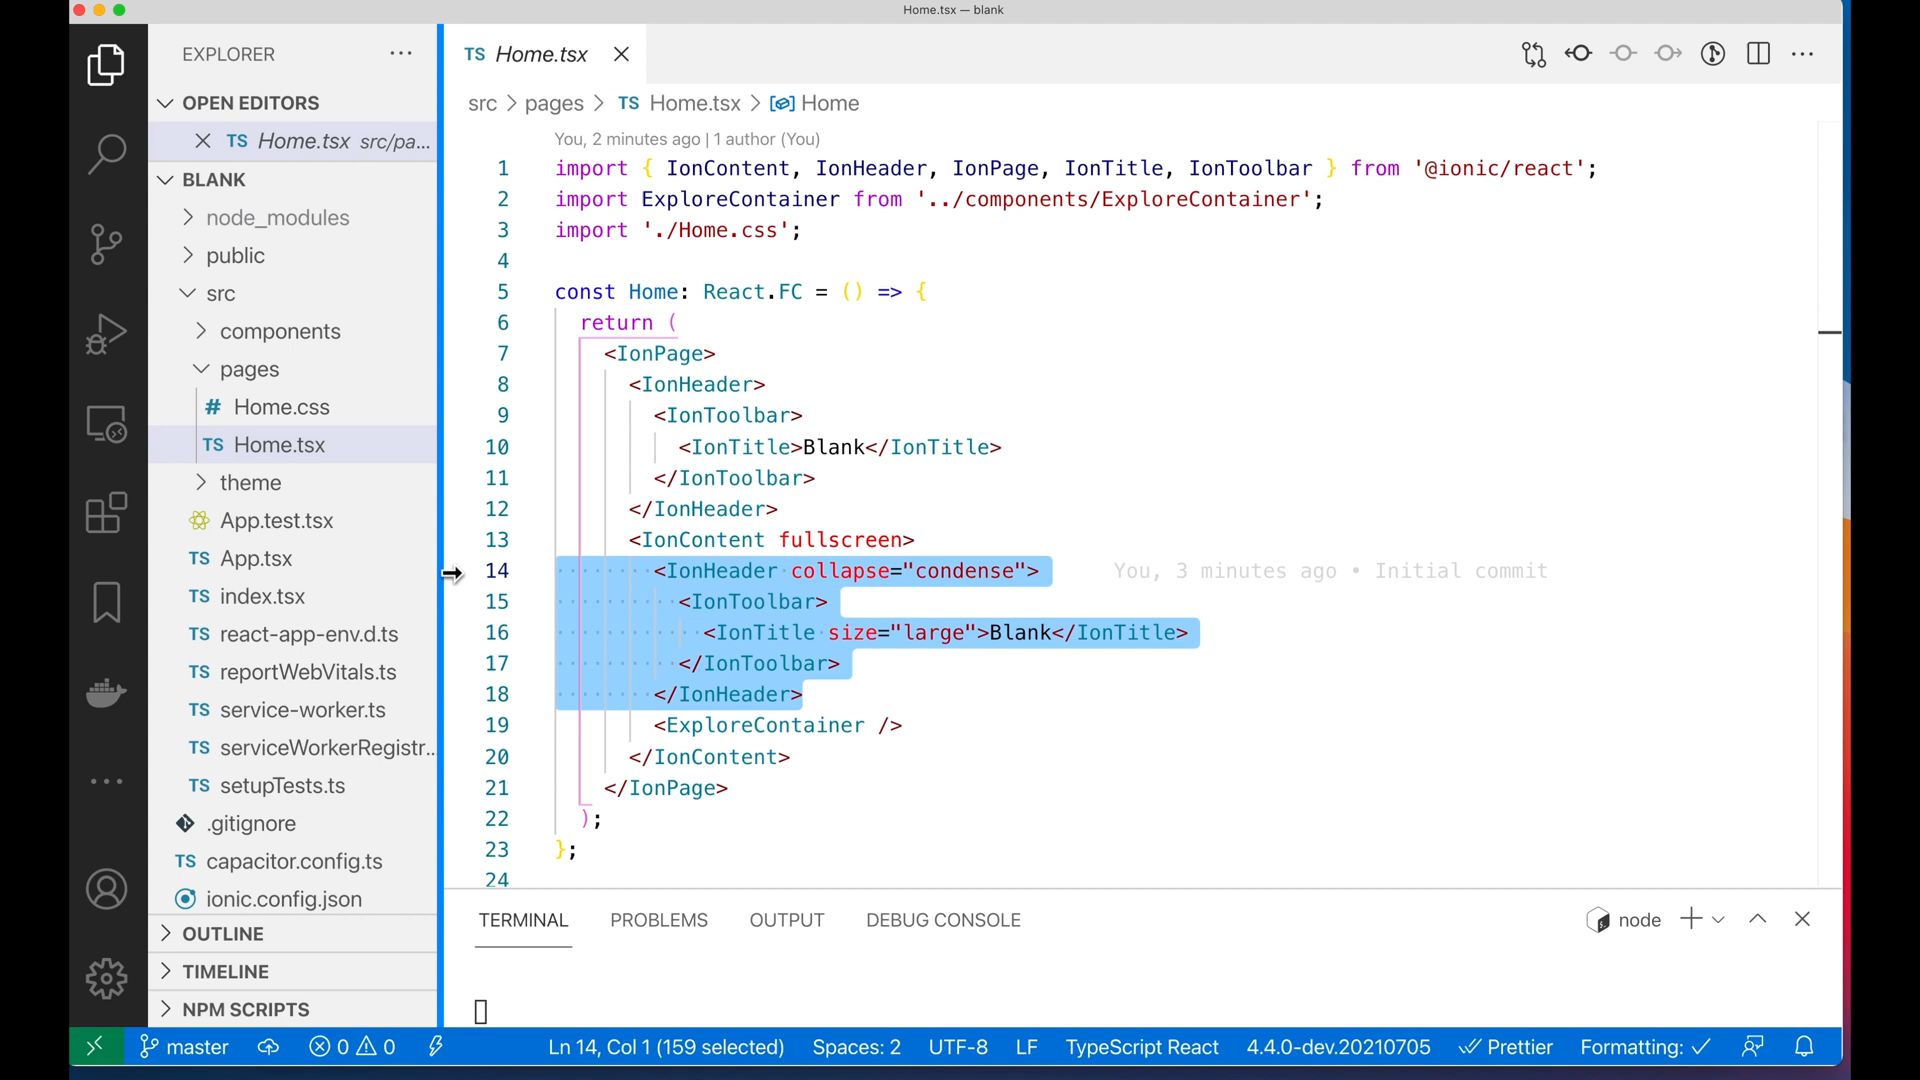 Home.tsx — blank
EXPLORER
TS Home.tsx
OPEN EDITORS
TS Home.tsx src/pa...
BLANK
node_modules
public
src
components
pages
# Home.css
TS Home.tsx
theme
App.test.tsx
TS App.tsx
TS index.tsx
TS react-app-env.d.ts
TS reportWebVitals.ts
TS service-worker.ts
TS serviceWorkerRegistr...
TS setupTests.ts
.gitignore
TS capacitor.config.ts
ionic.config.json
OUTLINE
TIMELINE
NPM SCRIPTS
src > pages > TS Home.tsx > Home
You, 2 minutes ago | 1 author (You)
1 import { IonContent, IonHeader, IonPage, IonTitle, IonToolbar } from '@ionic/react';
2 import ExploreContainer from '../components/ExploreContainer';
3 import './Home.css';
4
5 const Home: React.FC = () => {
6 return (
7 <IonPage>
8 <IonHeader>
9 <IonToolbar>
10 <IonTitle>Blank</IonTitle>
11 </IonToolbar>
12 </IonHeader>
13 <IonContent fullscreen>
14 <IonHeader collapse="condense"> You, 3 minutes ago • Initial commit
15 <IonToolbar>
16 <IonTitle size="large">Blank</IonTitle>
17 </IonToolbar>
18 </IonHeader>
19 <ExploreContainer />
20 </IonContent>
21 </IonPage>
22 );
23 };
24
TERMINAL PROBLEMS OUTPUT DEBUG CONSOLE node
master 0 0 Ln 14, Col 1 (159 selected) Spaces: 2 UTF-8 LF TypeScript React 4.4.0-dev.20210705 Prettier Formatting: ✓